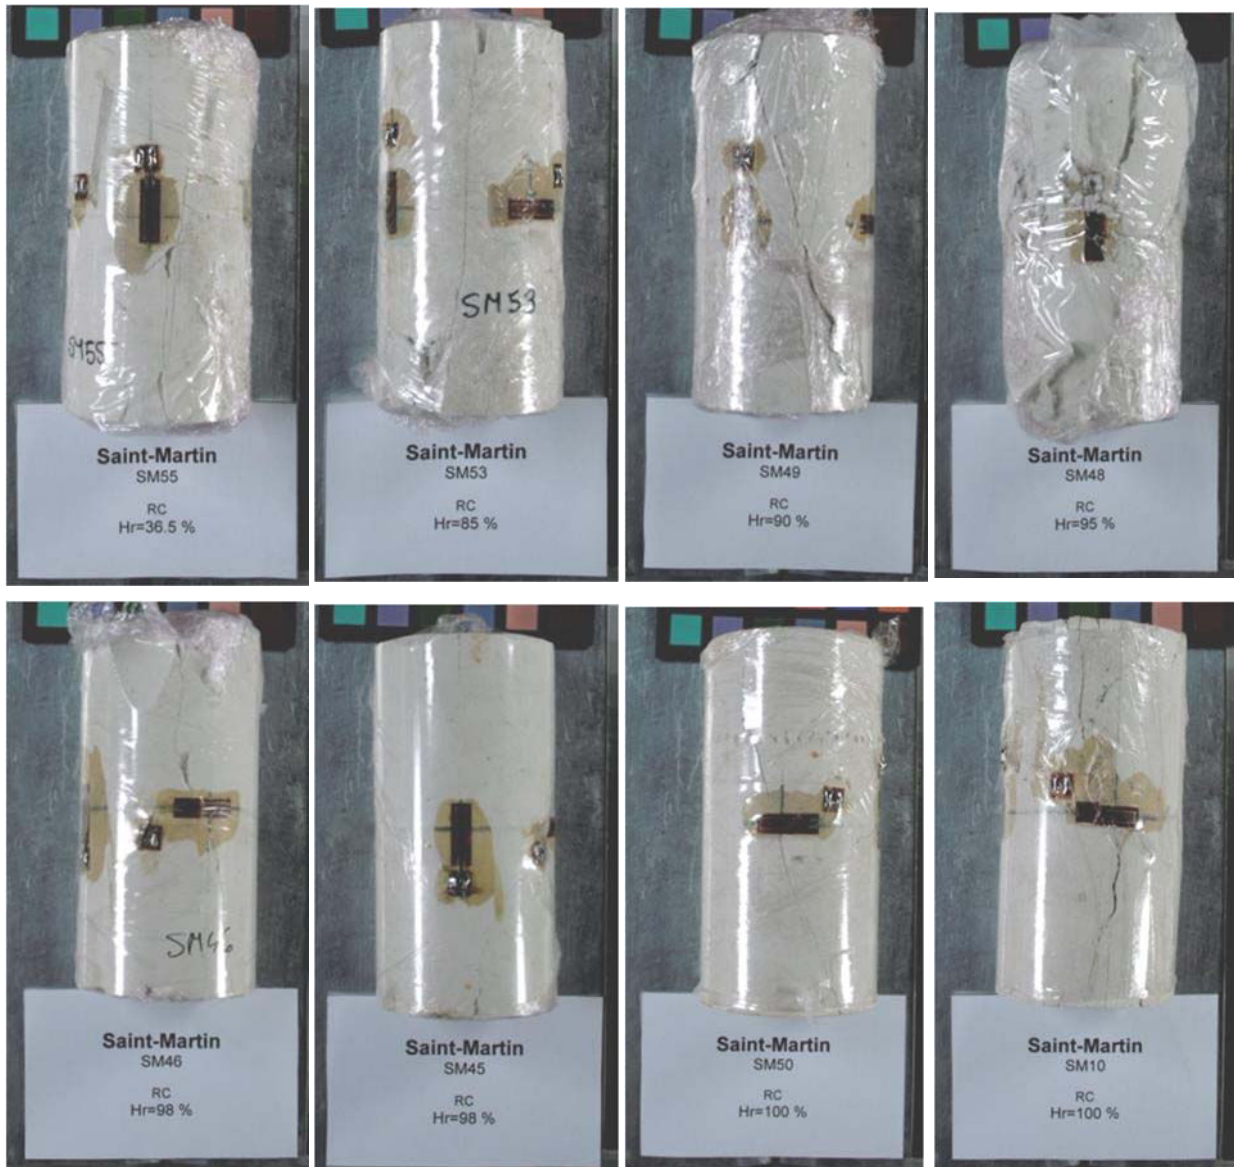 SM55
Saint-Martin
SM55
RC
Hr=36.5 %
SM53
Saint-Martin
SM53
RC
Hr=85 %
Saint-Martin
SM49
RC
Hr=90 %
Saint-Martin
SM48
RC
Hr=95 %
SM46
Saint-Martin
SM46
RC
Hr=98 %
Saint-Martin
SM45
RC
Hr=98 %
Saint-Martin
SM50
RC
Hr=100 %
Saint-Martin
SM10
RC
Hr=100 %